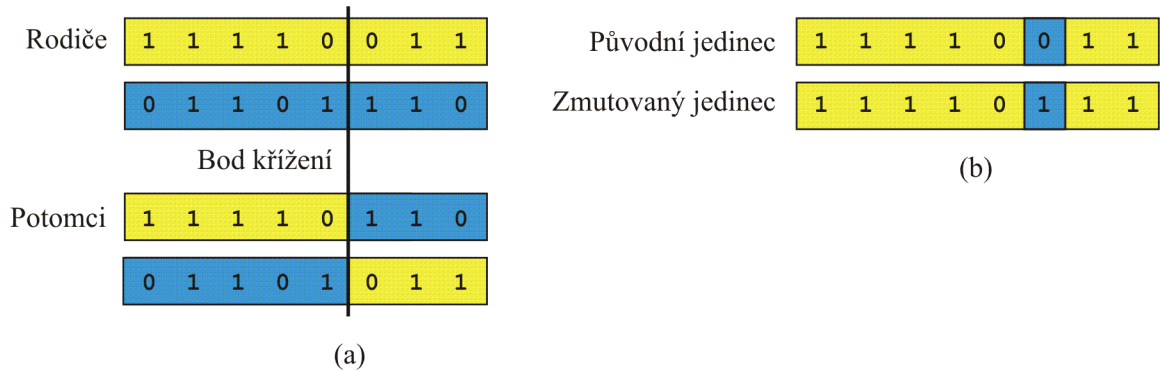 Rodiče 1 1 1 1 0 0 1 1
0 1 1 0 1 1 1 0
Bod křížení
Potomci 1 1 1 1 0 1 1 0
0 1 1 0 1 0 1 1
(a)
Původní jedinec 1 1 1 1 0 0 1 1
Zmutovaný jedinec 1 1 1 1 0 1 1 1
(b)